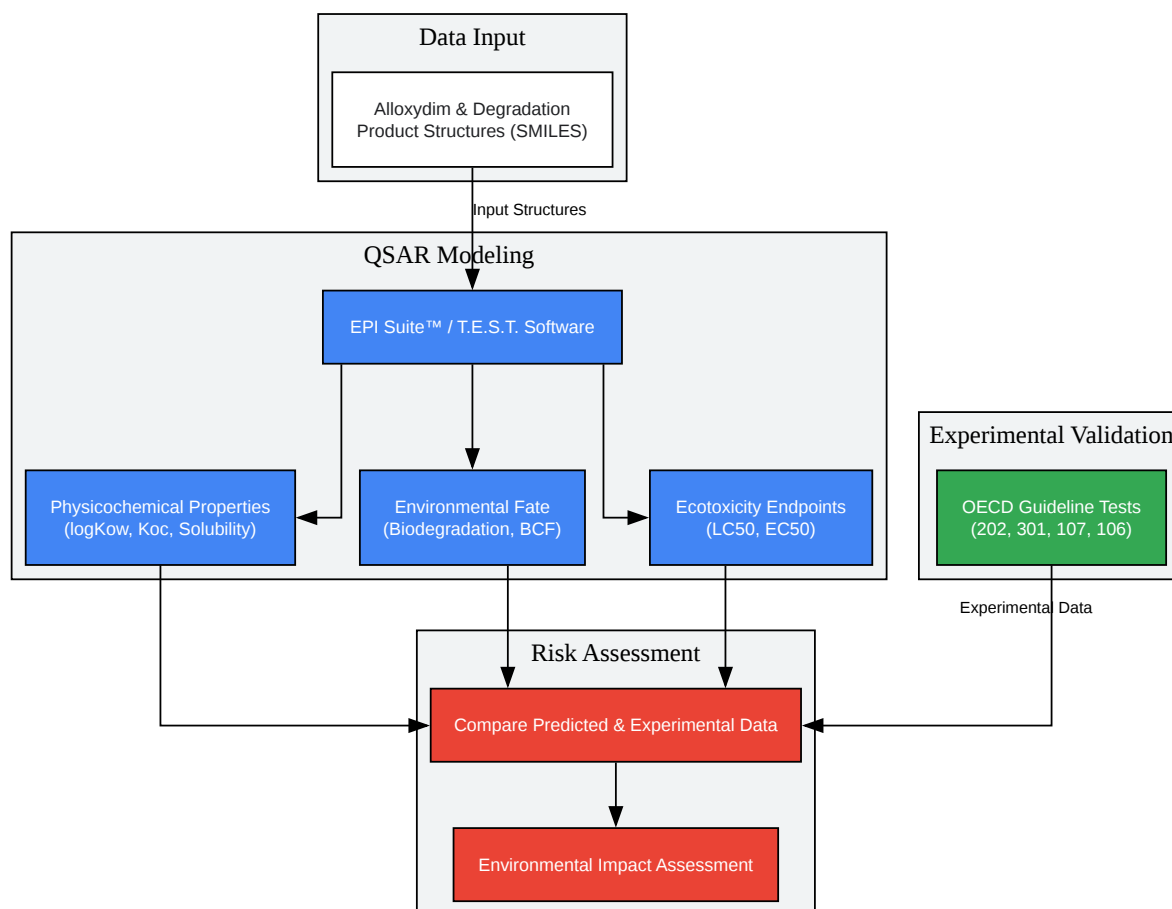 Data Input
Alloxydim & Degradation
Product Structures (SMILES)
Input Structures
QSAR Modeling
EPI Suite™ / T.E.S.T. Software
Physicochemical Properties
(logKow, Koc, Solubility)
Environmental Fate
(Biodegradation, BCF)
Ecotoxicity Endpoints
(LC50, EC50)
Experimental Validation
OECD Guideline Tests
(202, 301, 107, 106)
Experimental Data
Risk Assessment
Compare Predicted & Experimental Data
Environmental Impact Assessment